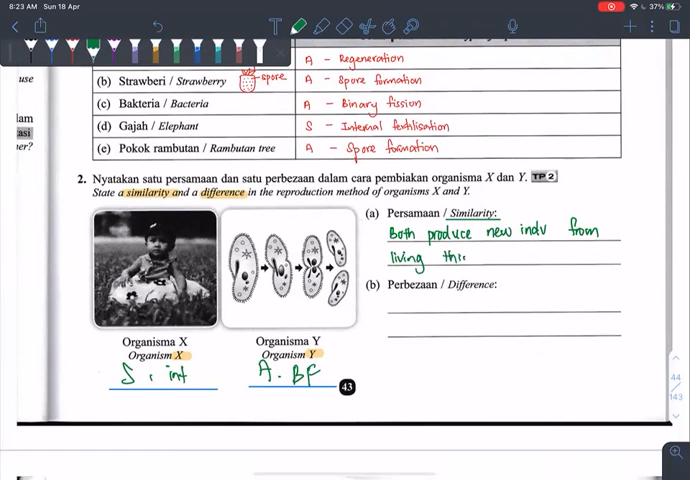 8:23 AM Sun 18 Apr
37%
use
A - Regeneration
(b) Strawberi / Strawberry
spore
A - Spore formation
lam
(c) Bakteria / Bacteria
A - Binary fission
asi
(d) Gajah / Elephant
S - Internal fertilisation
ner?
(e) Pokok rambutan / Rambutan tree
A - Spore formation
2. Nyatakan satu persamaan dan satu perbezaan dalam cara pembiakan organisma X dan Y. TP 2
State a similarity and a difference in the reproduction method of organisms X and Y.
(a) Persamaan / Similarity:
Both produce new indv from
living thi
(b) Perbezaan / Difference:
Organisma X
Organism X
S, int
Organisma Y
Organism Y
A. BF
43
44
143